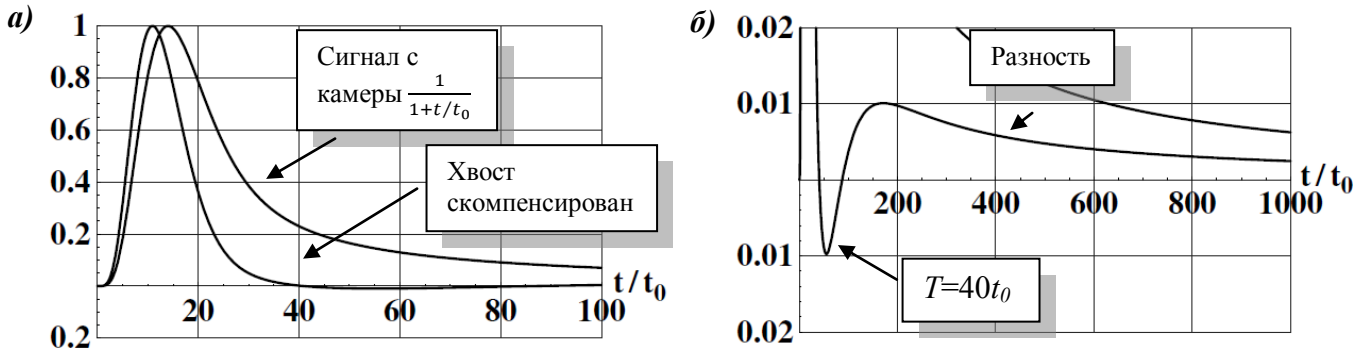 а)
1
0.8
0.6
0.4
0.2
0.2
20
40
60
80
100
t / t₀
Сигнал с
камеры 1/(1+t/t₀)
Хвост
скомпенсирован
б)
0.02
0.01
0.01
0.02
200
400
600
800
1000
t / t₀
Разность
T=40t₀